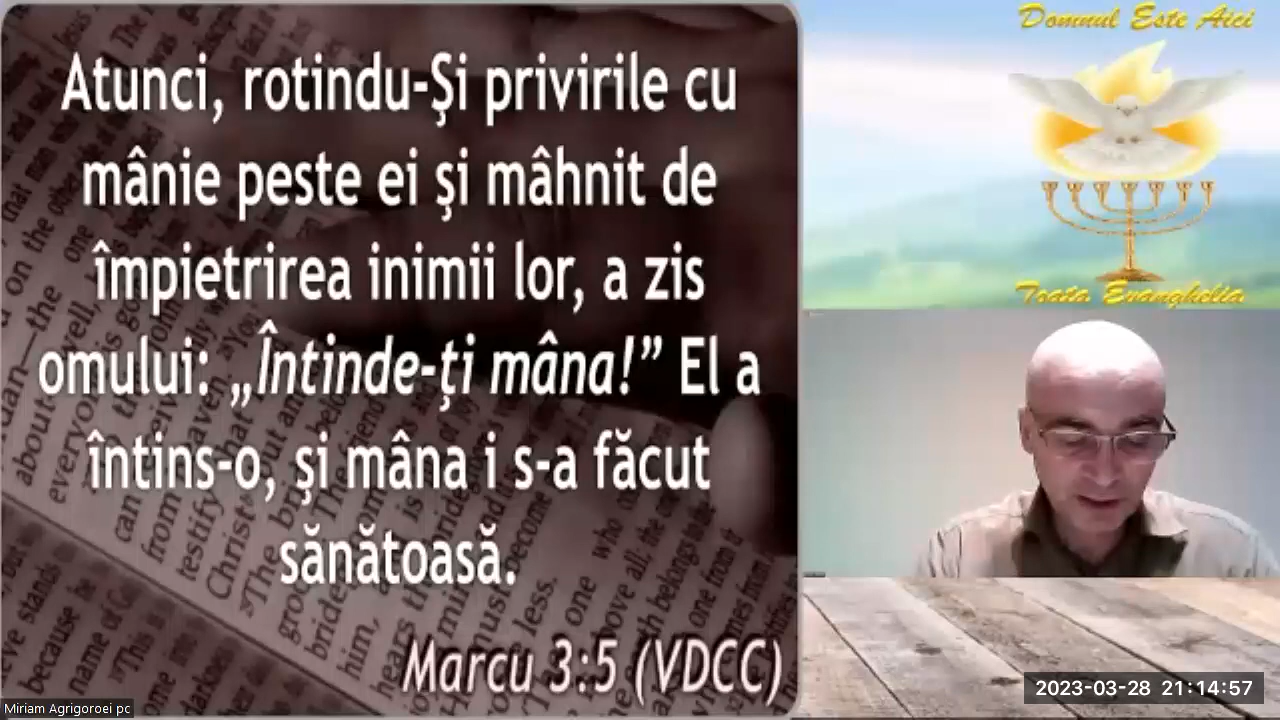 Atunci, rotindu-Şi privirile cu
mânie peste ei şi mâhnit de
împietrirea inimii lor, a zis
omului: „Întinde-ţi mâna!” El a
întins-o, şi mâna i s-a făcut
sănătoasă.
Marcu 3:5 (VDCC)
Miriam Agrigoroei pc
Domnul Este Aici
Toata Evanghelia
2023-03-28 21:14:57